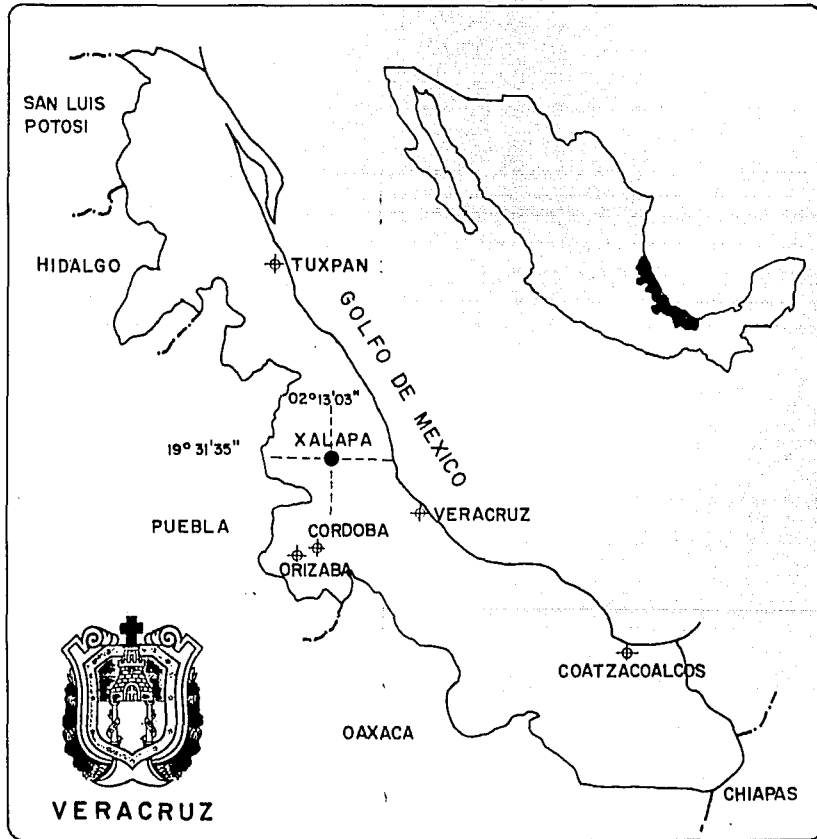 SAN LUIS
POTOSI
HIDALGO
TUXPAN
GOLFO DE MEXICO
02°13'03"
XALAPA
19° 31'35"
VERACRUZ
PUEBLA
CORDOBA
ORIZABA
COATZACOALCOS
OAXACA
CHIAPAS
VERACRUZ